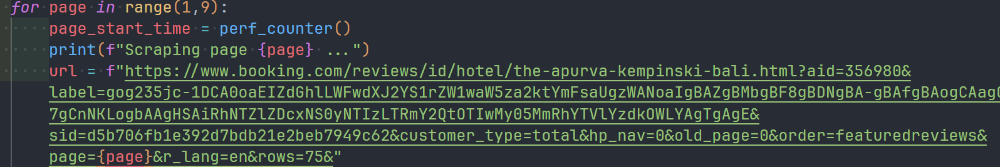 for page in range(1,9):
page_start_time = perf_counter()
print(f"Scraping page {page} ...")
url = f"https://www.booking.com/reviews/id/hotel/the-apurva-kempinski-bali.html?aid=356980&
label=gog235jc-1DCA0oaEIZdGhlLWFwdXJ2YS1rZW1waW5za2ktYmFsaUgzWANoaIgBAZgBMbgBF8gBDNgBA-gBAfgBAogCAag
7gCnNKLogbAAgHSAiRhNTZlZDcxNS0yNTIzLTRmY2QtOTIwMy05MmRhYTVlYzdkOWLYAgTgAgE&
sid=d5b706fb1e392d7bdb21e2beb7949c62&customer_type=total&hp_nav=0&old_page=0&order=featuredreviews&
page={page}&r_lang=en&rows=75&"